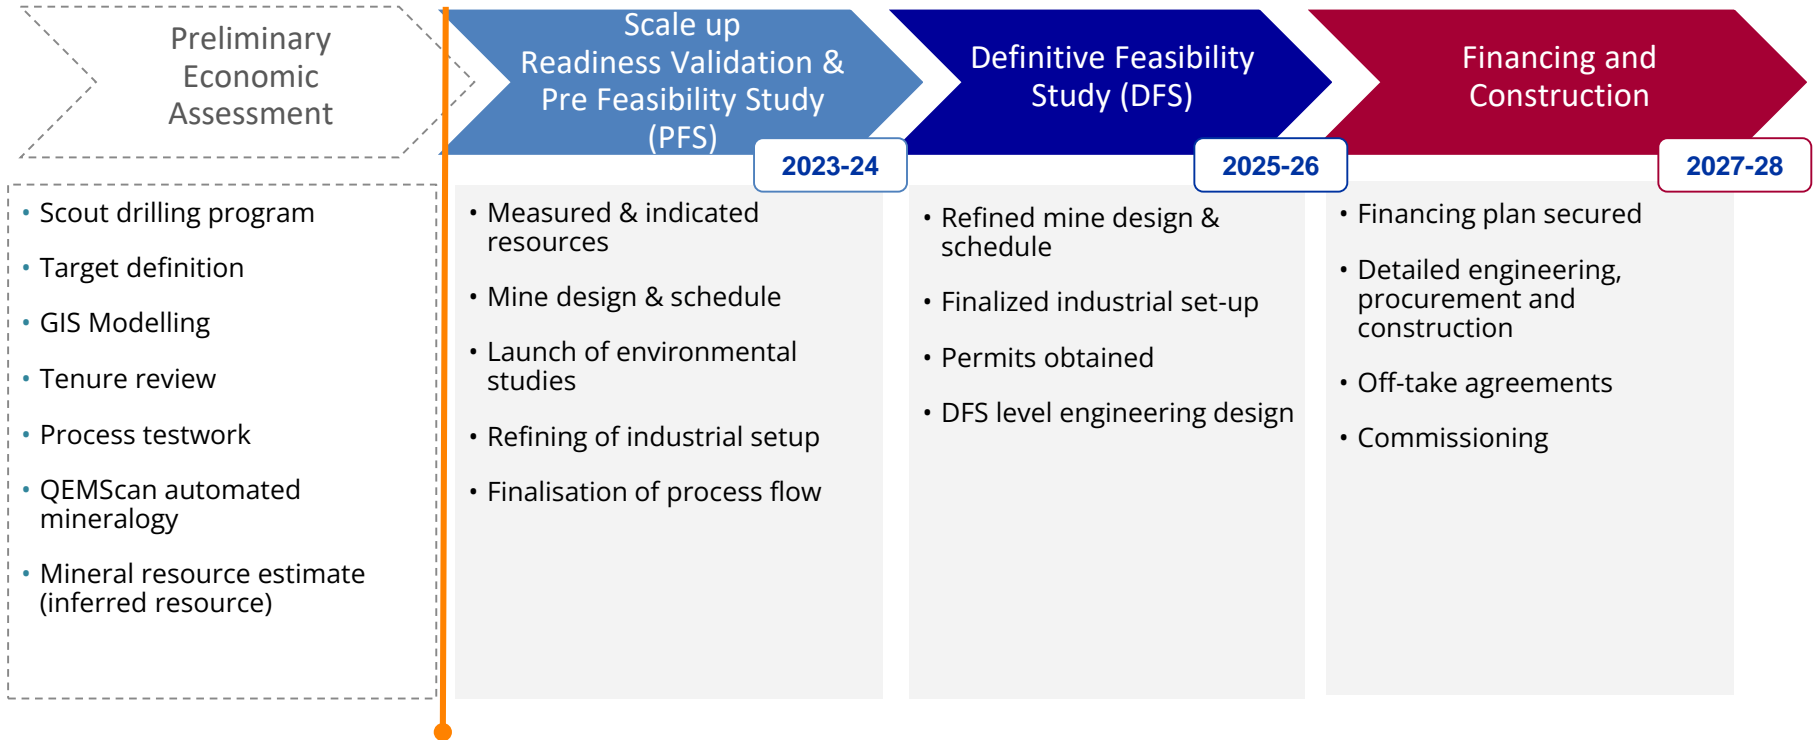 Preliminary
Economic
Assessment
Scale up
Readiness Validation &
Pre Feasibility Study
(PFS)
2023-24
Definitive Feasibility
Study (DFS)
2025-26
Financing and
Construction
2027-28
• Scout drilling program
• Target definition
• GIS Modelling
• Tenure review
• Process testwork
• QEMScan automated
mineralogy
• Mineral resource estimate
(inferred resource)
• Measured & indicated
resources
• Mine design & schedule
• Launch of environmental
studies
• Refining of industrial setup
• Finalisation of process flow
• Refined mine design &
schedule
• Finalized industrial set-up
• Permits obtained
• DFS level engineering design
• Financing plan secured
• Detailed engineering,
procurement and
construction
• Off-take agreements
• Commissioning